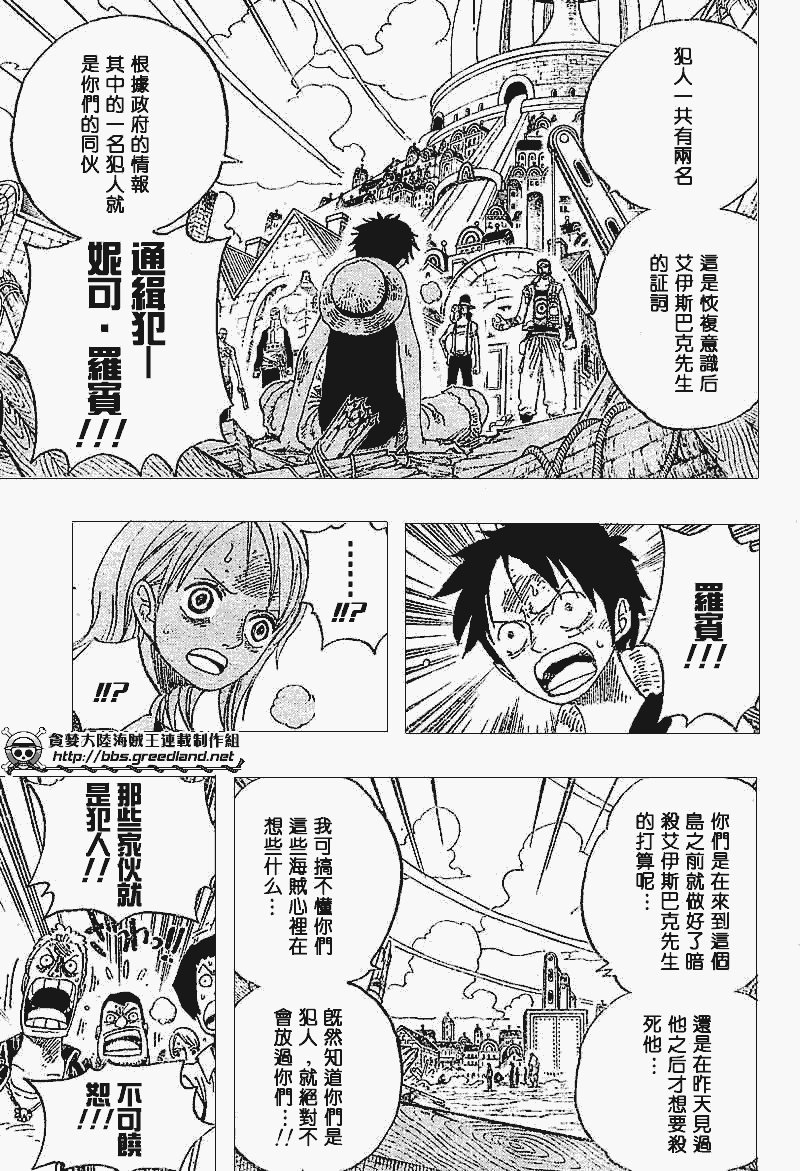 犯人一共有兩名
這是恢複意識后
艾伊斯巴克先生
的証詞
根據政府的情報
其中的一名犯人就
是你們的同伙
通緝犯—
妮可·羅賓
!!!
羅賓
!!!
……
!!?
!!?
貪婪大陸海賊王連載制作組
http://bbs.greedland.net
你們是在來到這個
島之前就做好了暗
殺艾伊斯巴克先生
的打算呢…
還是在昨天見過
他之后才想要殺
死他…
我可搞不懂你們
這些海賊心裡在
想些什么…
既然知道你們是
犯人,就絕對不
會放過你們…!!
那些家伙就
是犯人!!
不可饒
恕!!!